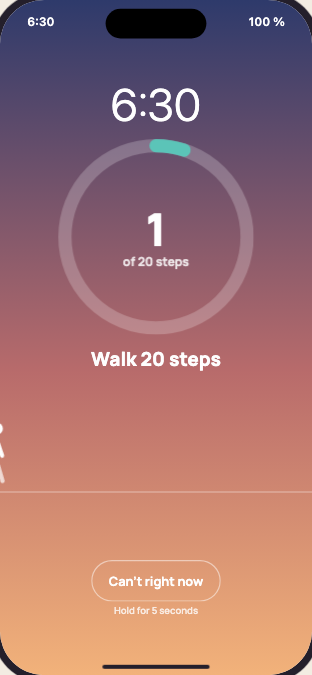 6:30
100 %
6:30
1
of 20 steps
Walk 20 steps
Can't right now
Hold for 5 seconds